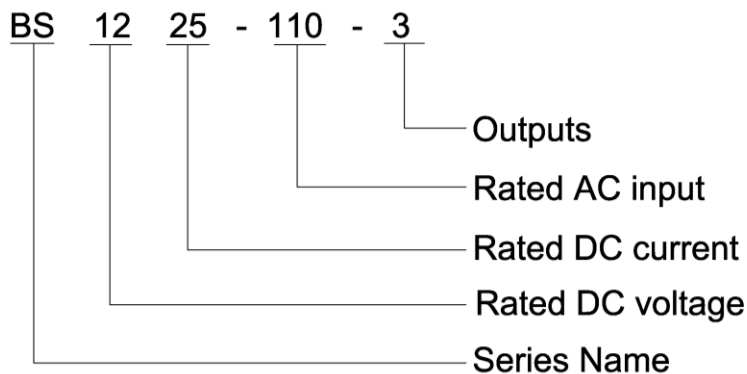 BS 12 25 - 110 - 3
Outputs
Rated AC input
Rated DC current
Rated DC voltage
Series Name